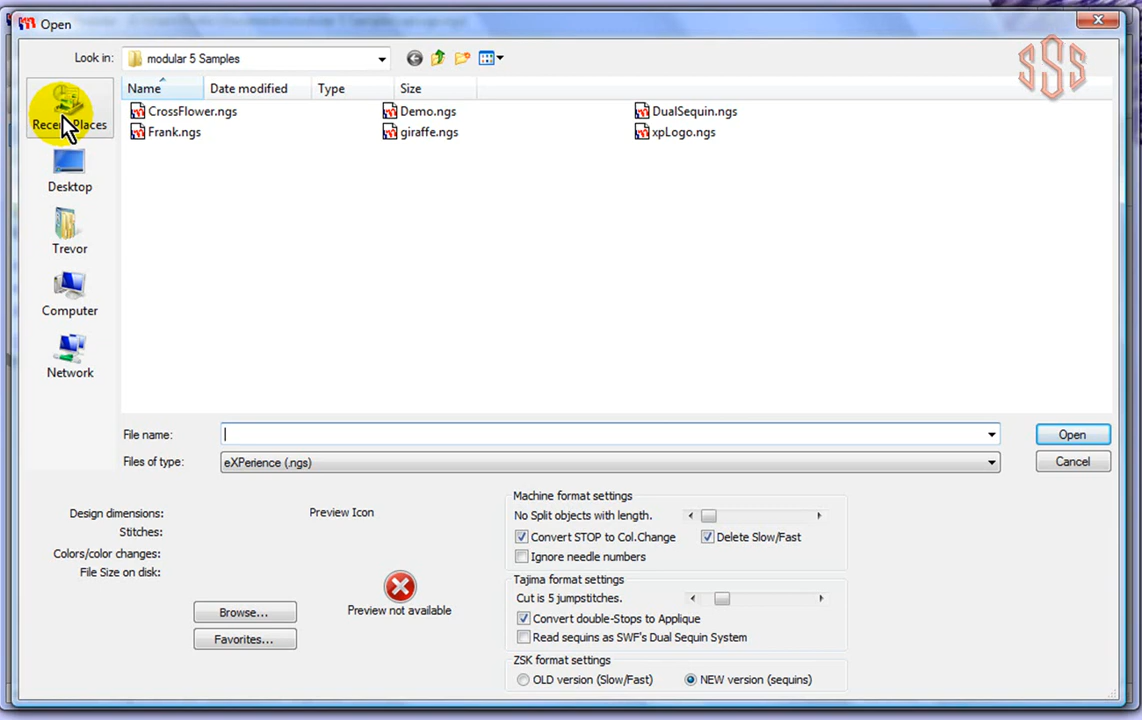 Open
Look in: modular 5 Samples
Name Date modified Type Size
CrossFlower.ngs Demo.ngs DualSequin.ngs
Frank.ngs giraffe.ngs xpLogo.ngs
Recent Places
Desktop
Trevor
Computer
Network
SSS
File name: Open
Files of type: eXPerience (.ngs) Cancel
Design dimensions:
Stitches:
Colors/color changes:
File Size on disk:
Preview Icon
Preview not available
Browse...
Favorites...
Machine format settings
No Split objects with length.
Convert STOP to Col.Change Delete Slow/Fast
Ignore needle numbers
Tajima format settings
Cut is 5 jumpstitches.
Convert double-Stops to Applique
Read sequins as SWF's Dual Sequin System
ZSK format settings
OLD version (Slow/Fast) NEW version (sequins)